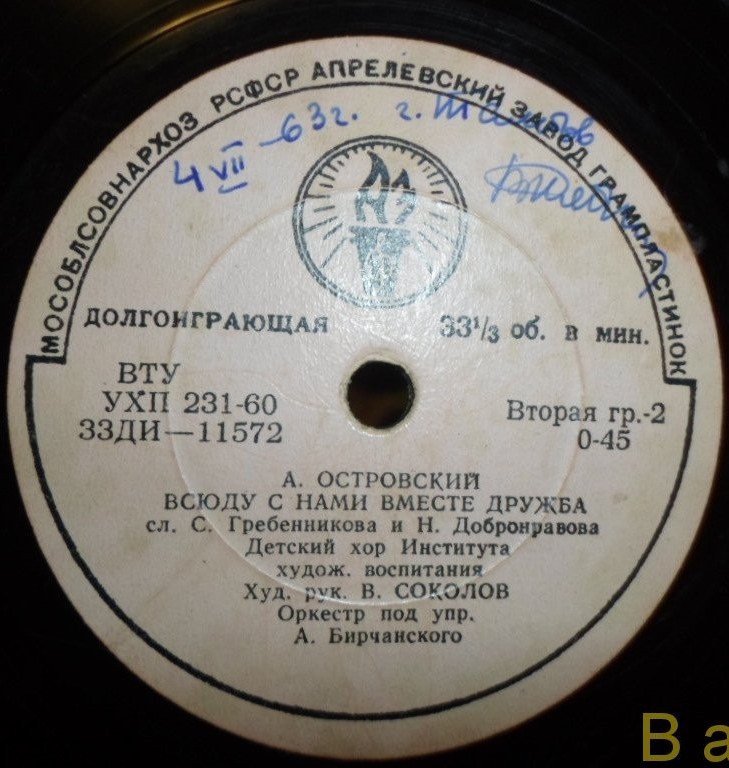 МОСОБЛСОВНАРХОЗ РСФСР АПРЕЛЕВСКИЙ ЗАВОД ГРАМПЛАСТИНОК
4 VII -63г. г. Тамбов
ДОЛГОИГРАЮЩАЯ 33⅓ об. в мин.
ВТУ
УХП 231-60
33ДИ—11572
Вторая гр.-2
0-45
А. ОСТРОВСКИЙ
ВСЮДУ С НАМИ ВМЕСТЕ ДРУЖБА
сл. С. Гребенникова и Н. Добронравова
Детский хор Института
худож. воспитания
Худ. рук. В. СОКОЛОВ
Оркестр под упр.
А. Бирчанского
В а